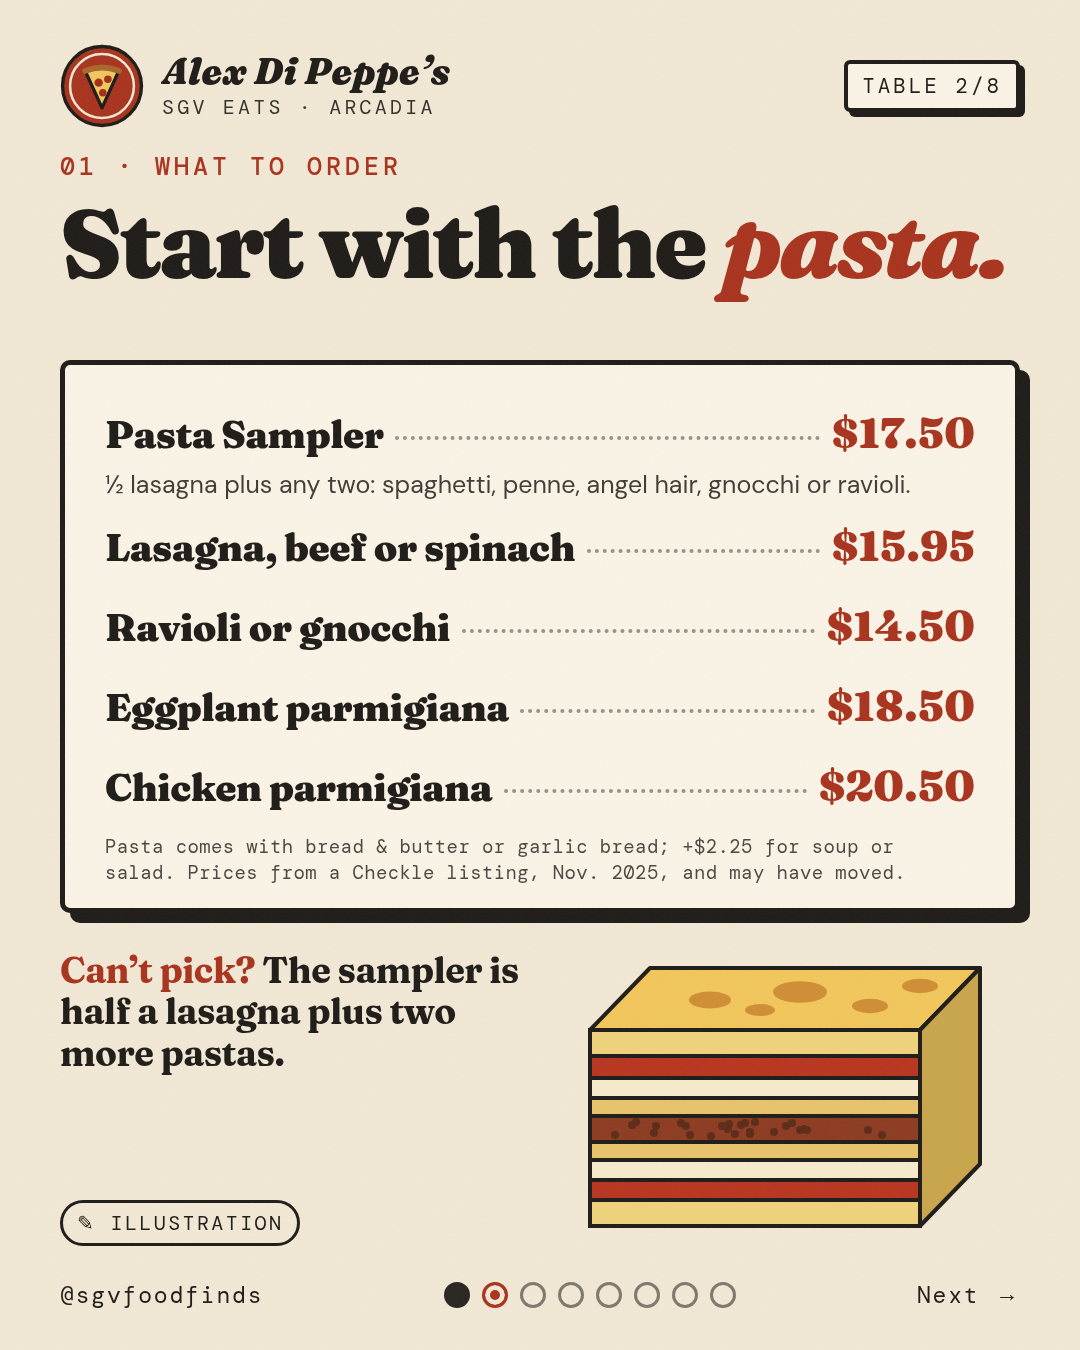 Alex Di Peppe’s
SGV EATS · ARCADIA
TABLE 2/8
01 · WHAT TO ORDER
Start with the pasta.
Pasta Sampler $17.50
½ lasagna plus any two: spaghetti, penne, angel hair, gnocchi or ravioli.
Lasagna, beef or spinach $15.95
Ravioli or gnocchi $14.50
Eggplant parmigiana $18.50
Chicken parmigiana $20.50
Pasta comes with bread & butter or garlic bread; +$2.25 for soup or
salad. Prices from a Checkle listing, Nov. 2025, and may have moved.
Can’t pick? The sampler is
half a lasagna plus two
more pastas.
✎ ILLUSTRATION
@sgvfoodfinds
Next →